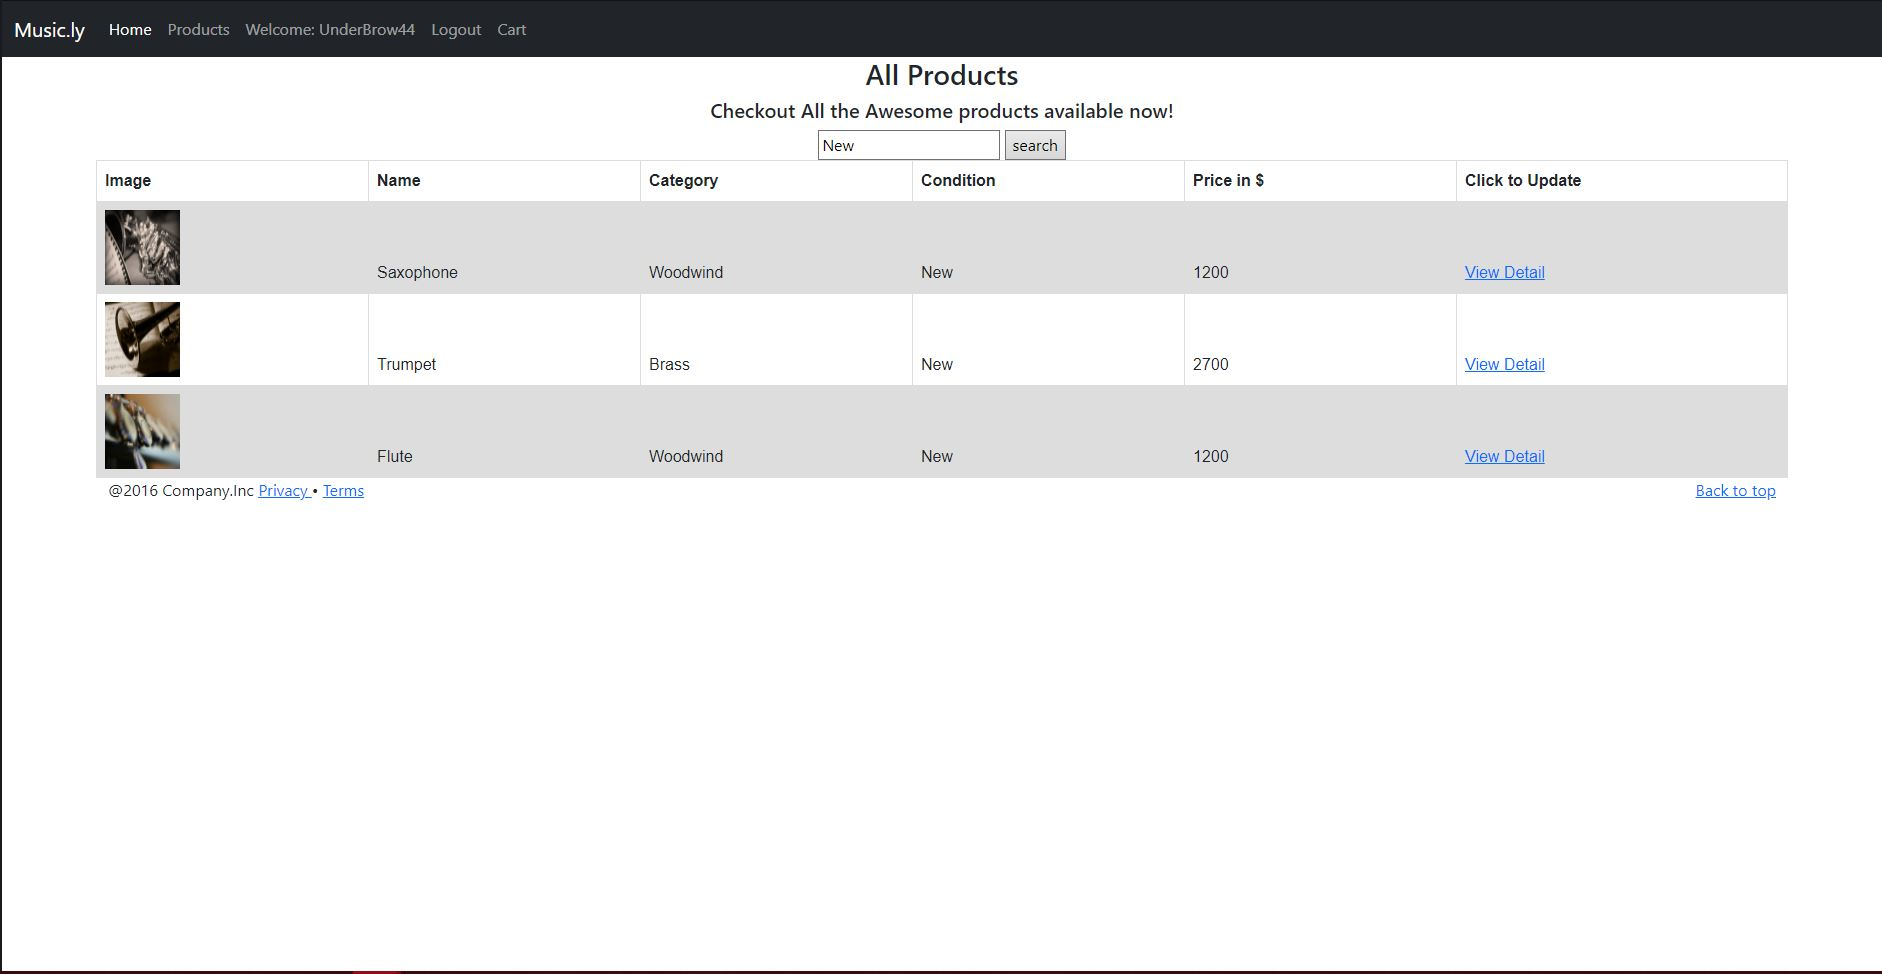 Music.ly Home Products Welcome: UnderBrow44 Logout Cart
All Products
Checkout All the Awesome products available now!
New search
Image Name Category Condition Price in $ Click to Update
Saxophone Woodwind New 1200 View Detail
Trumpet Brass New 2700 View Detail
Flute Woodwind New 1200 View Detail
@2016 Company.Inc Privacy • Terms Back to top